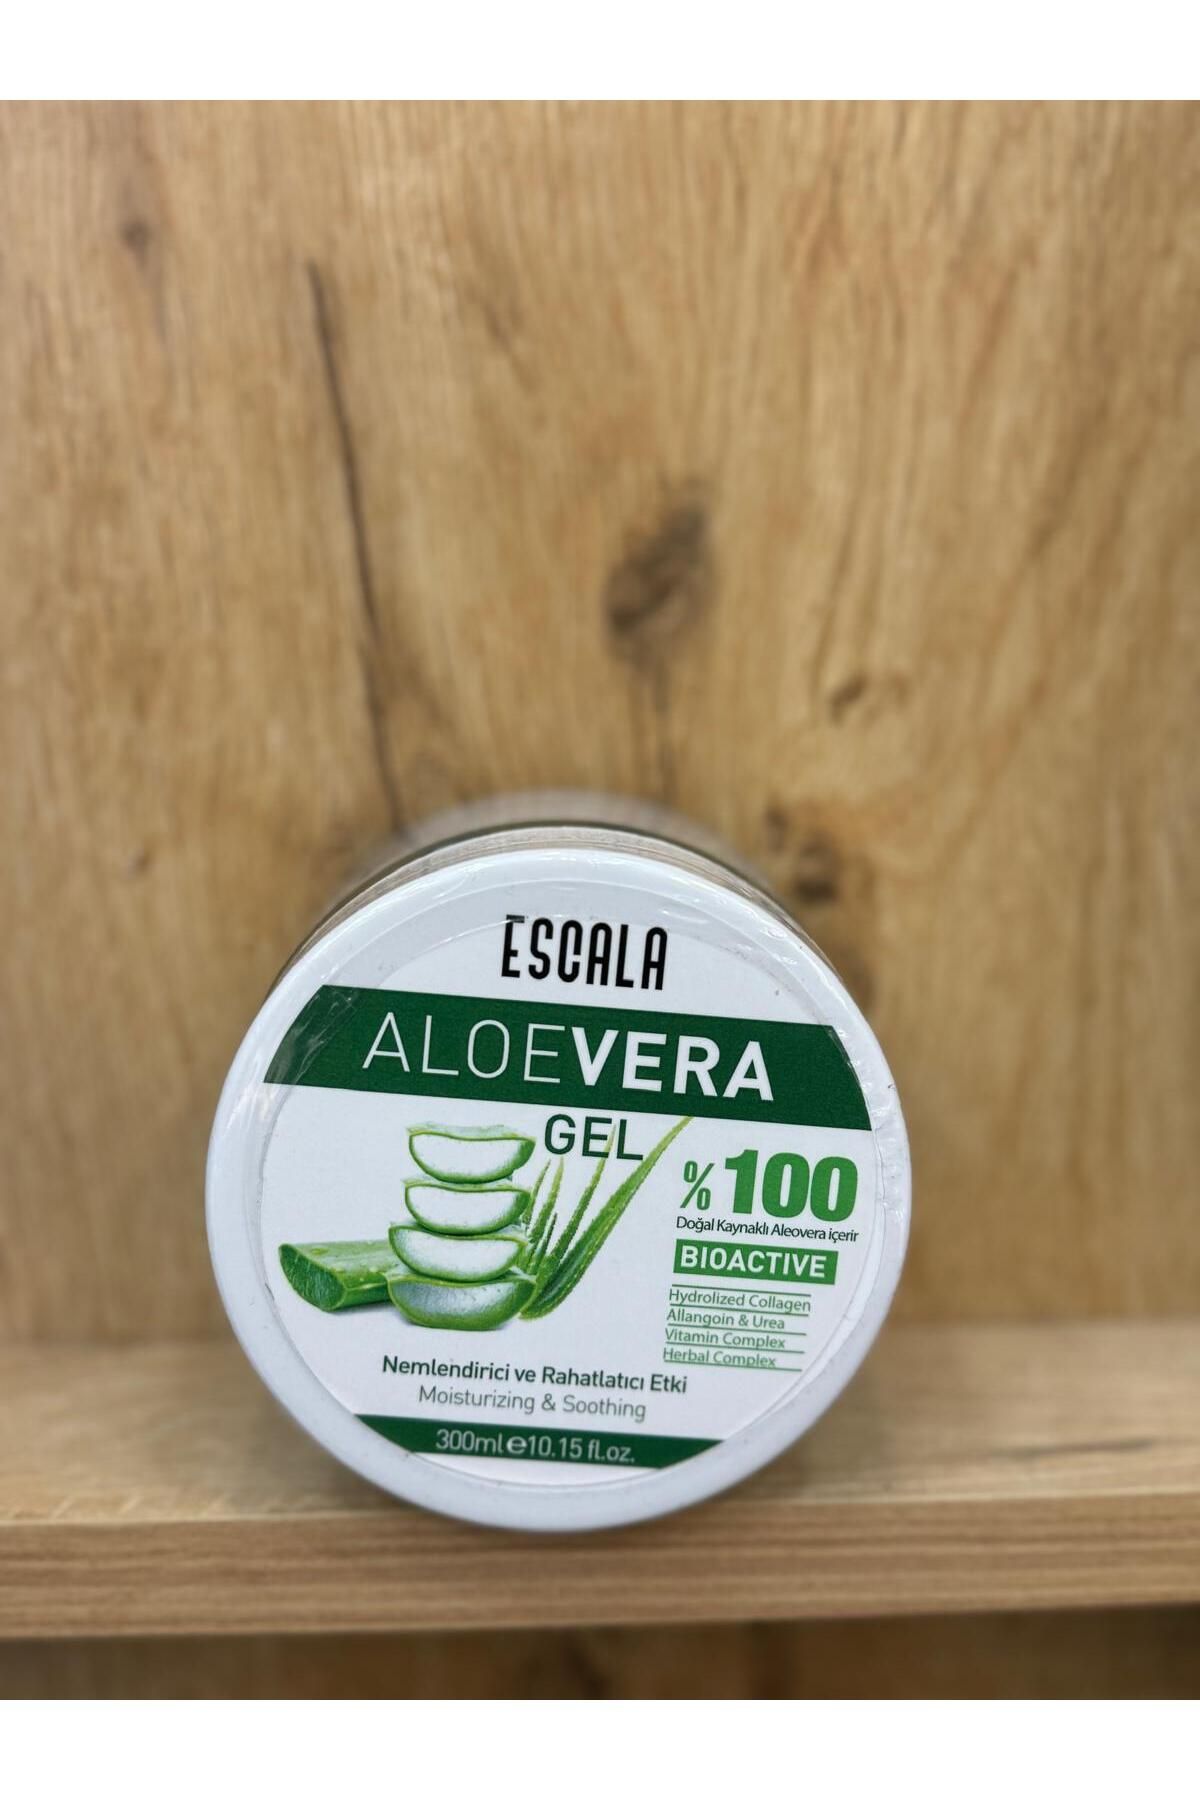 ESCALA
ALOEVERA
GEL
%100
Doğal Kaynaklı Aleovera içerir
BIOACTIVE
Hydrolized Collagen
Allangoin & Urea
Vitamin Complex
Herbal Complex
Nemlendirici ve Rahatlatıcı Etki
Moisturizing & Soothing
300ml e 10.15 fl.oz.